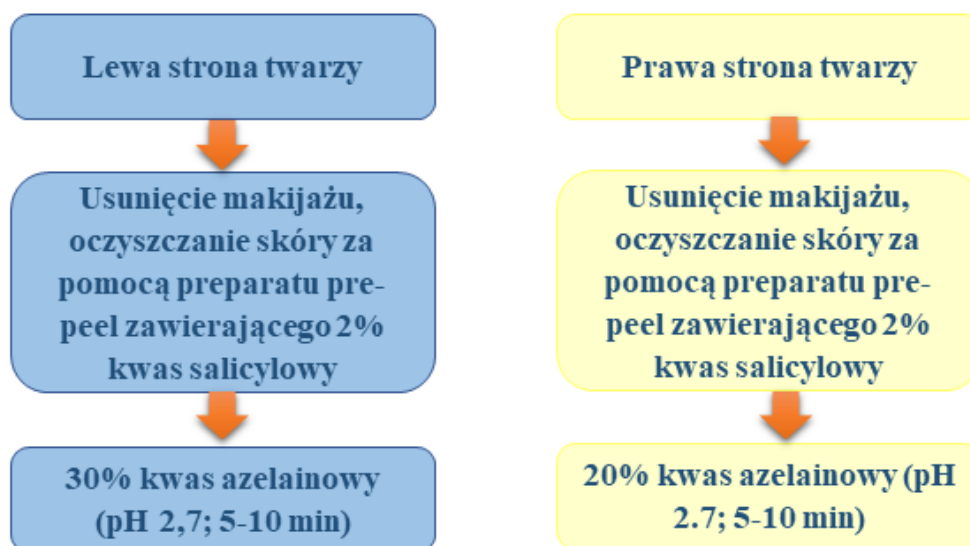 Lewa strona twarzy
Usunięcie makijażu,
oczyszczanie skóry za
pomocą preparatu pre-
peel zawierającego 2%
kwas salicylowy
30% kwas azelainowy
(pH 2,7; 5-10 min)
Prawa strona twarzy
Usunięcie makijażu,
oczyszczanie skóry za
pomocą preparatu pre-
peel zawierającego 2%
kwas salicylowy
20% kwas azelainowy (pH
2.7; 5-10 min)